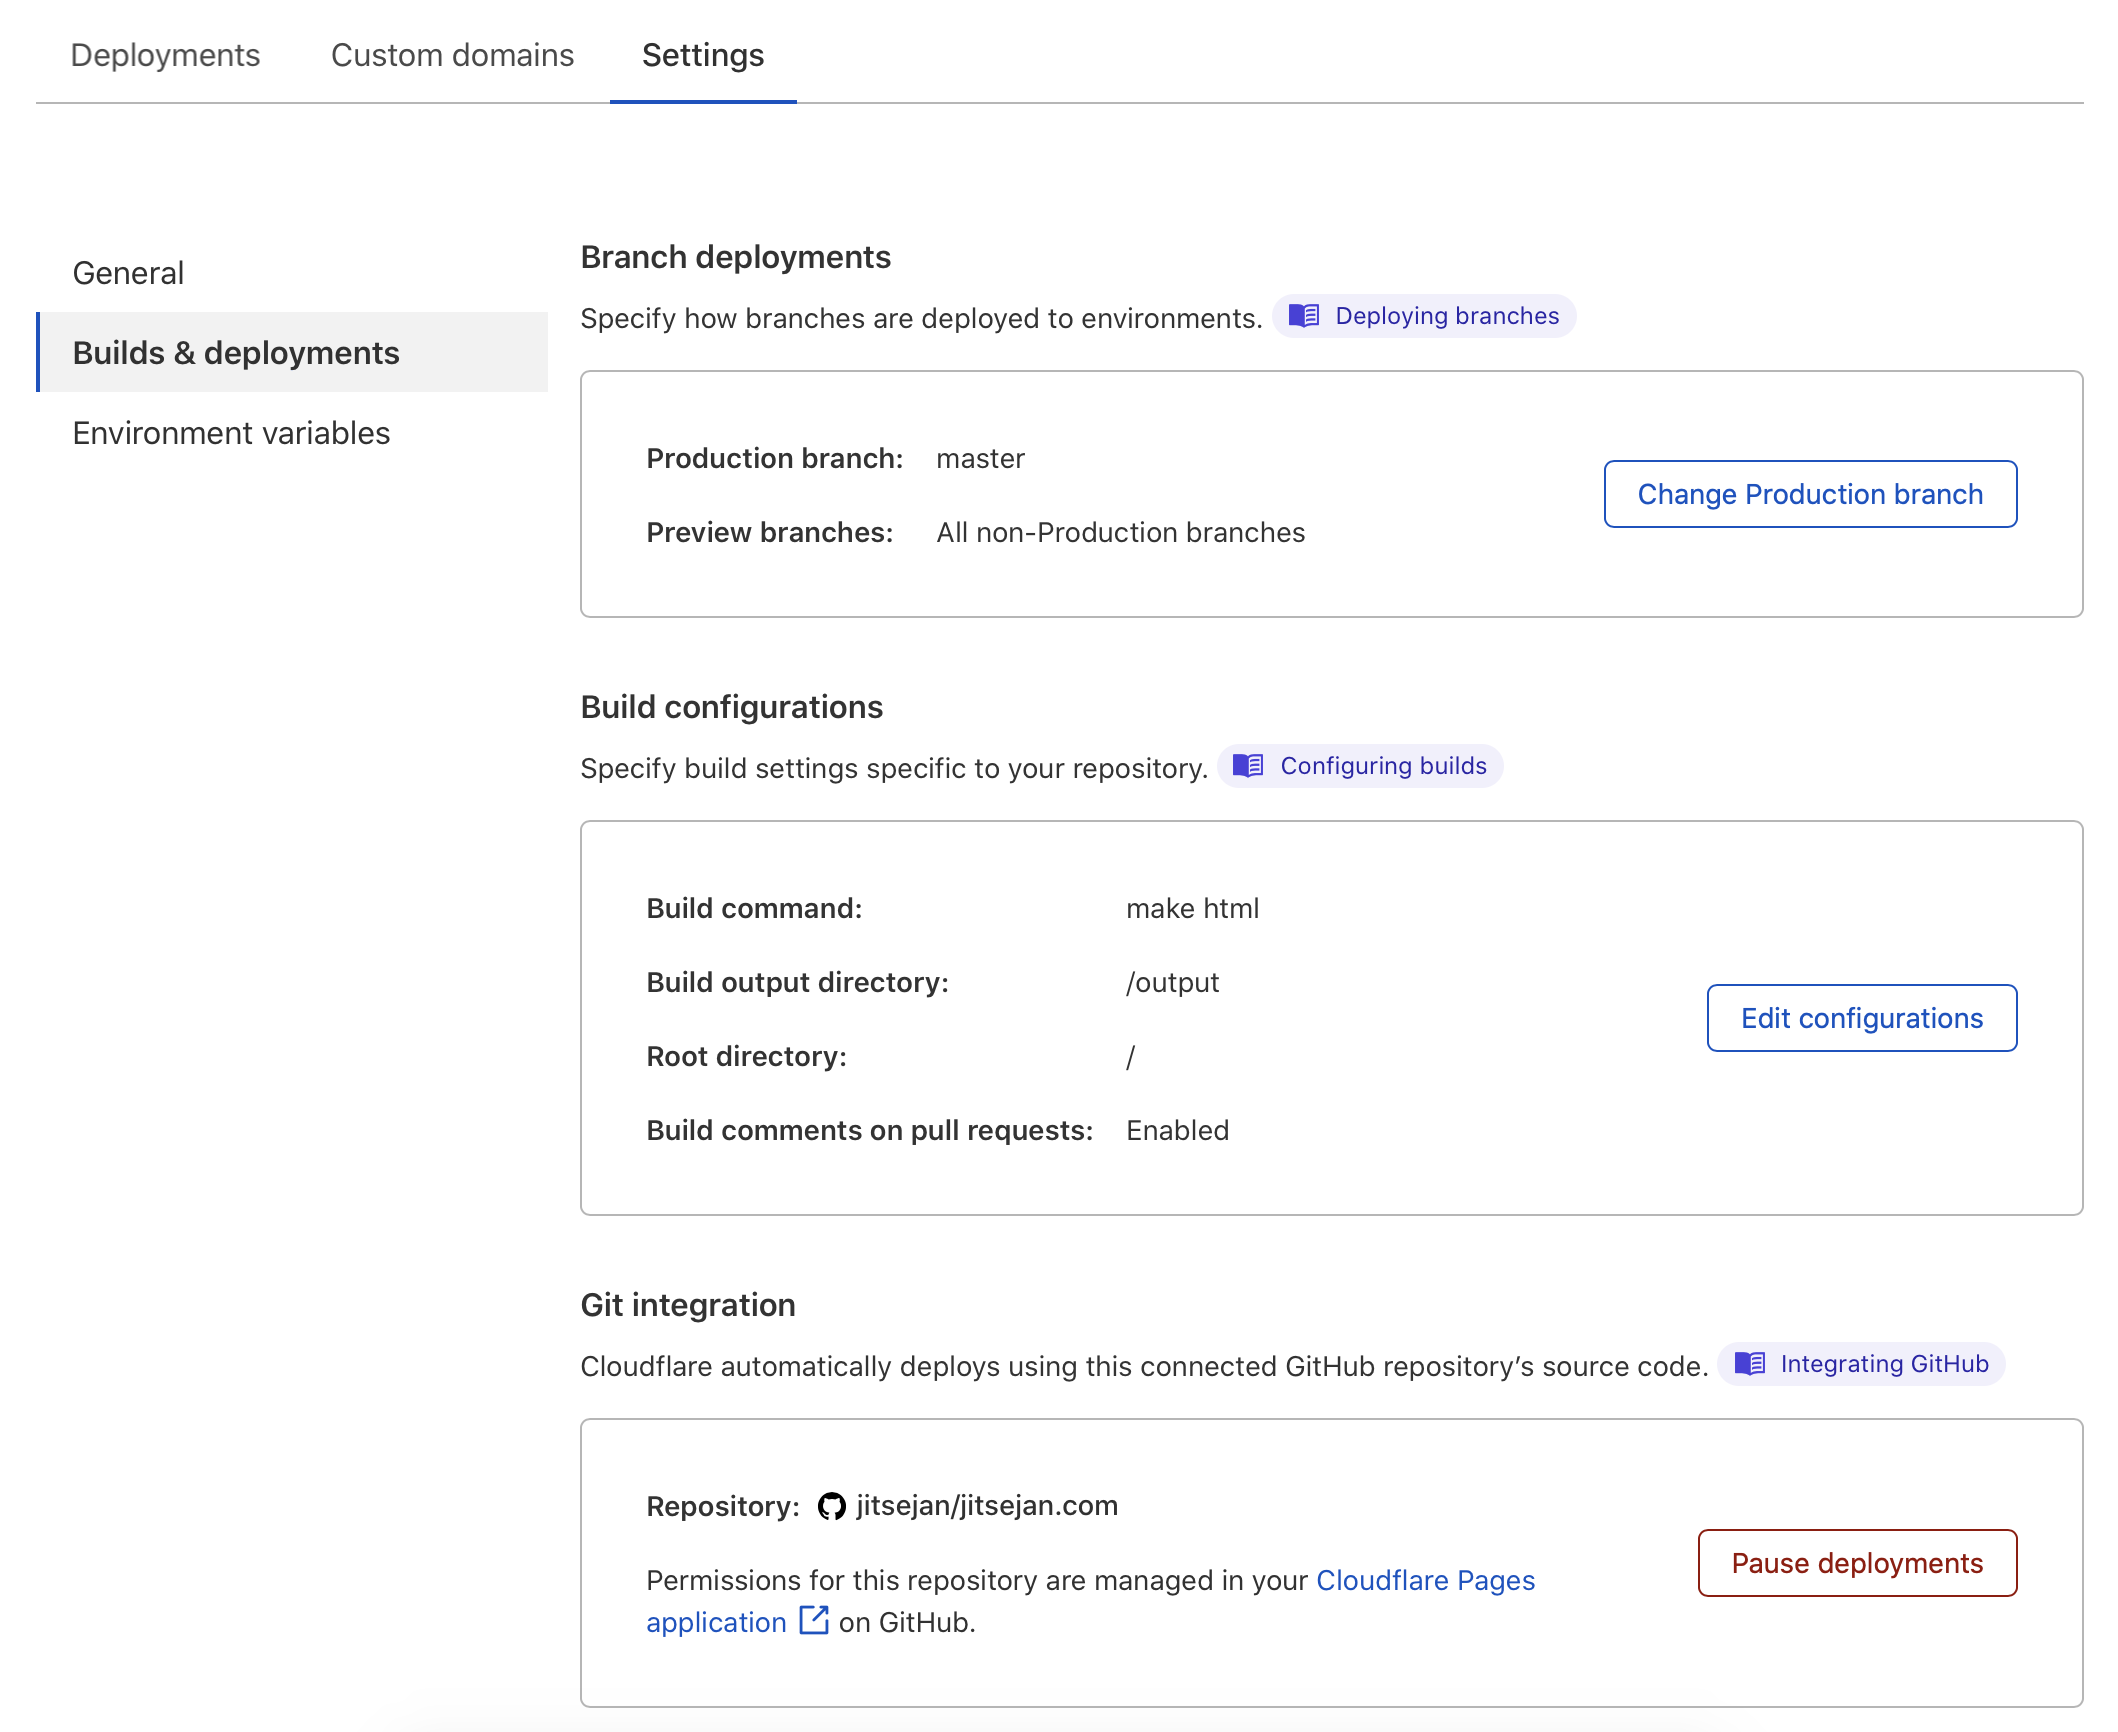 Deployments Custom domains Settings
General
Builds & deployments
Environment variables
Branch deployments
Specify how branches are deployed to environments. Deploying branches
Production branch: master
Preview branches: All non-Production branches
Change Production branch
Build configurations
Specify build settings specific to your repository. Configuring builds
Build command: make html
Build output directory: /output
Root directory: /
Build comments on pull requests: Enabled
Edit configurations
Git integration
Cloudflare automatically deploys using this connected GitHub repository’s source code. Integrating GitHub
Repository: jitsejan/jitsejan.com
Permissions for this repository are managed in your Cloudflare Pages
application on GitHub.
Pause deployments